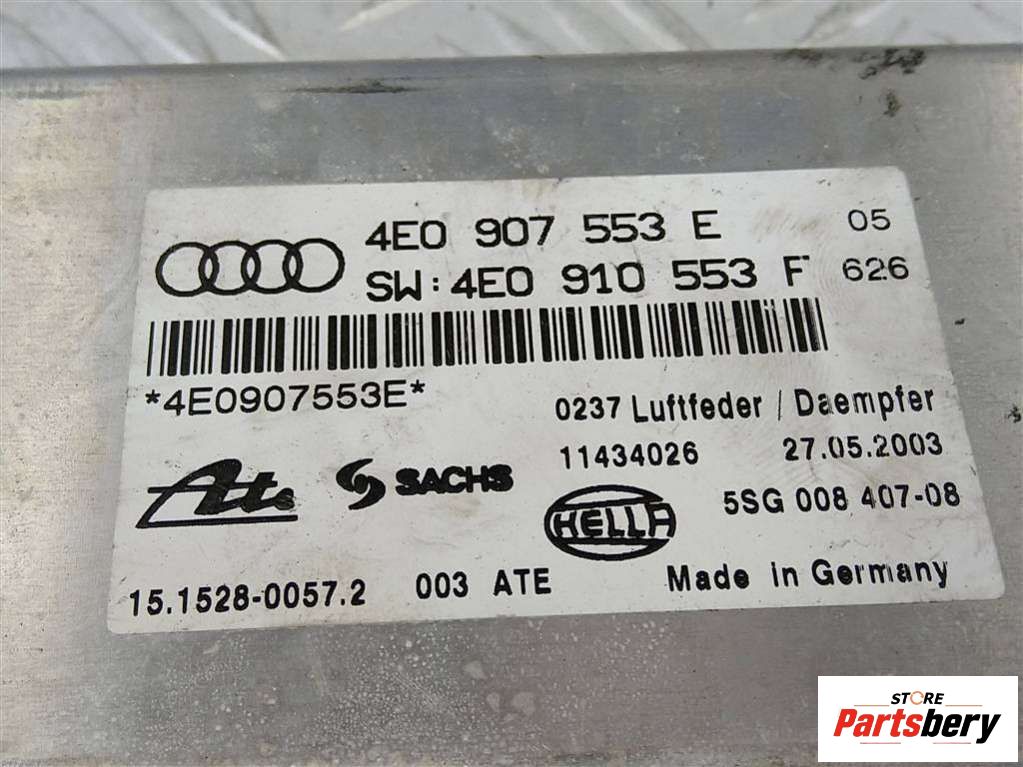 4E0 907 553 E 05
SW:4E0 910 553 F 626
*4E0907553E*
0237 Luftfeder / Daempfer
11434026 27.05.2003
Ate SACHS
HELLA 5SG 008 407-08
15.1528-0057.2 003 ATE Made in Germany
STORE
Partsbery